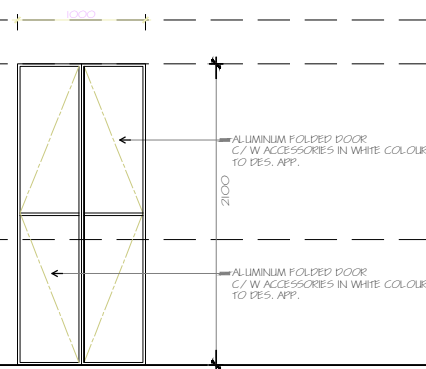 1000
ALUMINUM FOLDED DOOR
C/W ACCESSORIES IN WHITE COLOUR
TO DES. APP.
2100
ALUMINUM FOLDED DOOR
C/W ACCESSORIES IN WHITE COLOUR
TO DES. APP.